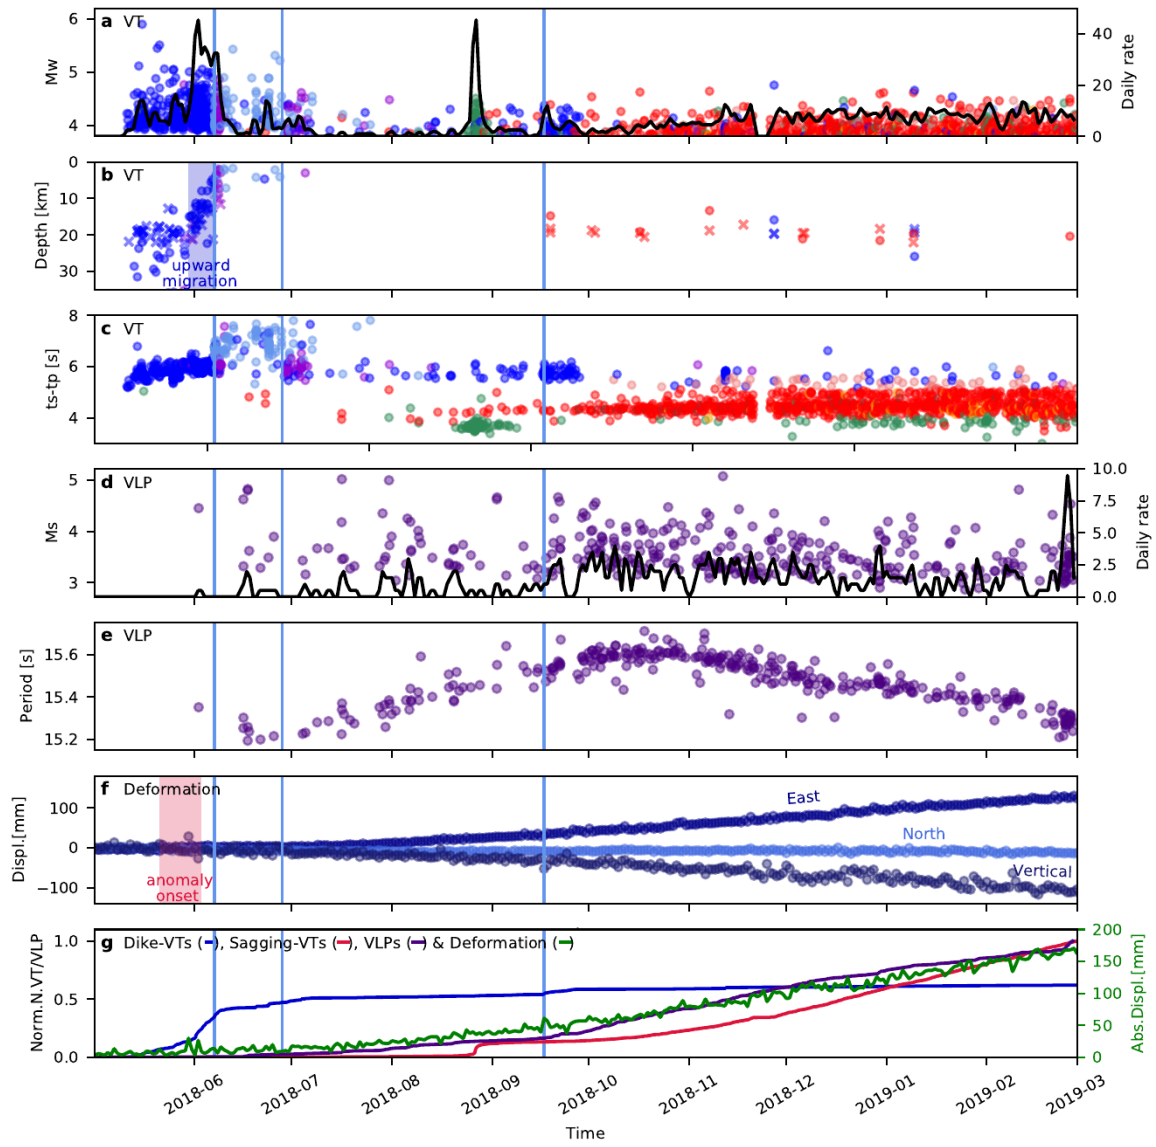 a VT
Mw
6
5
4
Daily rate
40
20
0
b VT
Depth [km]
0
10
20
30
upward
migration
c VT
ts-tp [s]
8
6
4
d VLP
Ms
5
4
3
Daily rate
10.0
7.5
5.0
2.5
0.0
e VLP
Period [s]
15.6
15.4
15.2
f Deformation
Displ.[mm]
100
0
−100
anomaly
onset
East
North
Vertical
g Dike-VTs (–), Sagging-VTs (–), VLPs (–) & Deformation (–)
Norm.N.VT/VLP
1.0
0.5
0.0
Abs.Displ.[mm]
200
150
100
50
0
2018-06
2018-07
2018-08
2018-09
2018-10
2018-11
2018-12
2019-01
2019-02
2019-03
Time